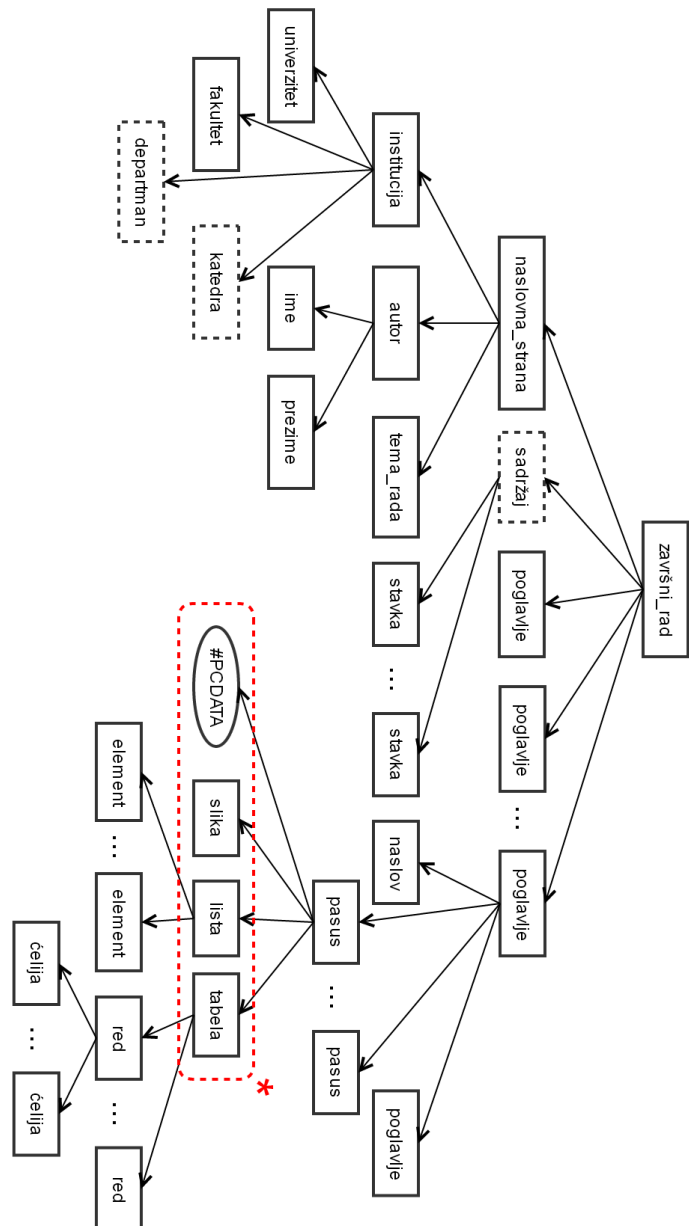 završni_rad
naslovna_strana
sadržaj
poglavlje
poglavlje
...
poglavlje
institucija
autor
tema_rada
stavka
...
stavka
naslov
pasus
...
pasus
poglavlje
univerzitet
fakultet
departman
katedra
ime
prezime
#PCDATA
slika
lista
tabela
*
element
...
element
red
...
red
ćelija
...
ćelija